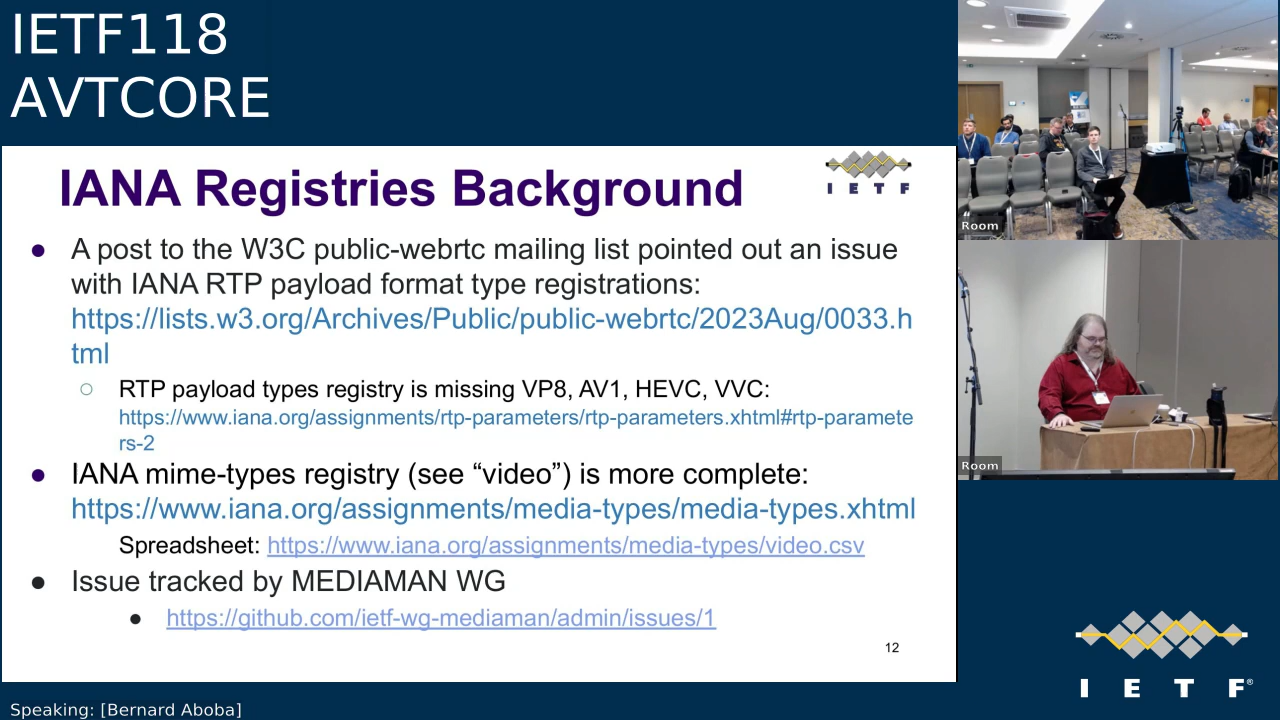 IETF118
AVTCORE
IANA Registries Background
I E T F
● A post to the W3C public-webrtc mailing list pointed out an issue
with IANA RTP payload format type registrations:
https://lists.w3.org/Archives/Public/public-webrtc/2023Aug/0033.h
tml
○ RTP payload types registry is missing VP8, AV1, HEVC, VVC:
https://www.iana.org/assignments/rtp-parameters/rtp-parameters.xhtml#rtp-paramete
rs-2
● IANA mime-types registry (see “video”) is more complete:
https://www.iana.org/assignments/media-types/media-types.xhtml
Spreadsheet: https://www.iana.org/assignments/media-types/video.csv
● Issue tracked by MEDIAMAN WG
● https://github.com/ietf-wg-mediaman/admin/issues/1
12
Room
Room
I E T F®
Speaking: [Bernard Aboba]